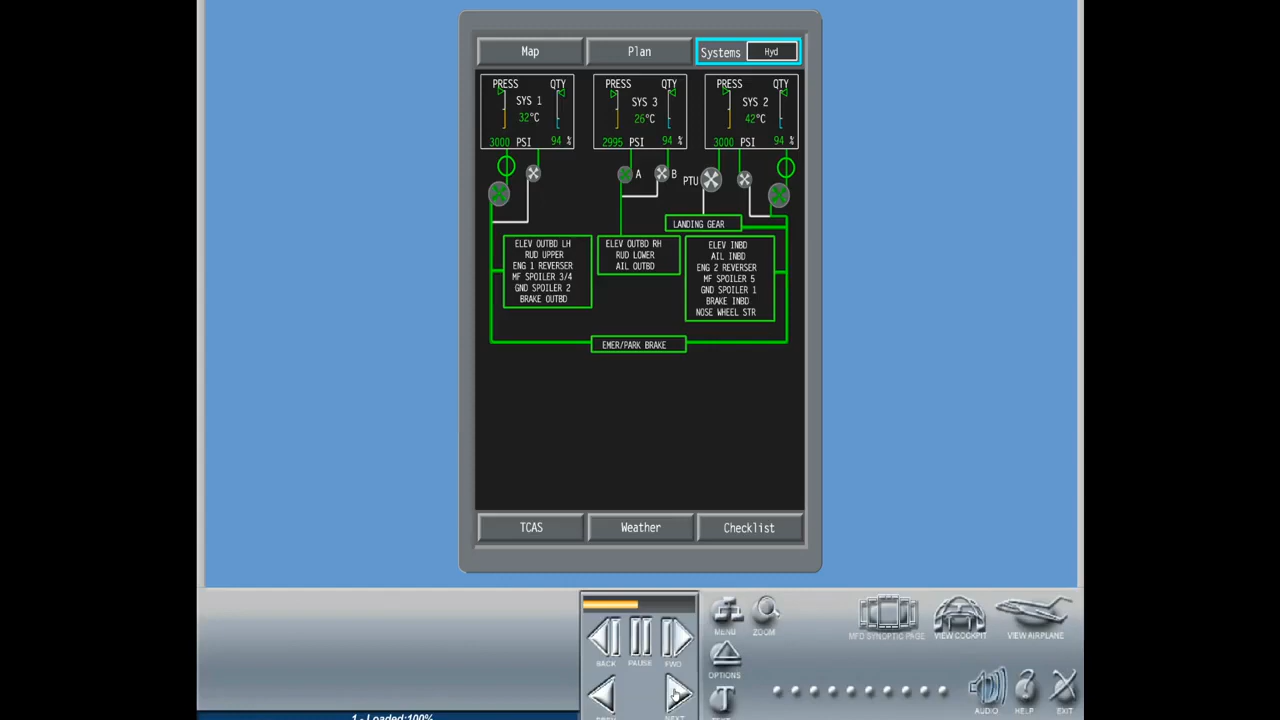 Map
Plan
Systems
Hyd
PRESS QTY
SYS 1
32°C
3000 PSI 94 %
PRESS QTY
SYS 3
26°C
2995 PSI 94 %
PRESS QTY
SYS 2
42°C
3000 PSI 94 %
A
B
PTU
LANDING GEAR
ELEV OUTBD LH
RUD UPPER
ENG 1 REVERSER
MF SPOILER 3/4
GND SPOILER 2
BRAKE OUTBD
ELEV OUTBD RH
RUD LOWER
AIL OUTBD
ELEV INBD
AIL INBD
ENG 2 REVERSER
MF SPOILER 5
GND SPOILER 1
BRAKE INBD
NOSE WHEEL STR
EMER/PARK BRAKE
TCAS
Weather
Checklist
BACK
PAUSE
FWD
MENU
ZOOM
MFD SYNOPTIC PAGE
VIEW COCKPIT
VIEW AIRPLANE
OPTIONS
T
NEXT
AUDIO
HELP
EXIT
1 - Loaded:100%